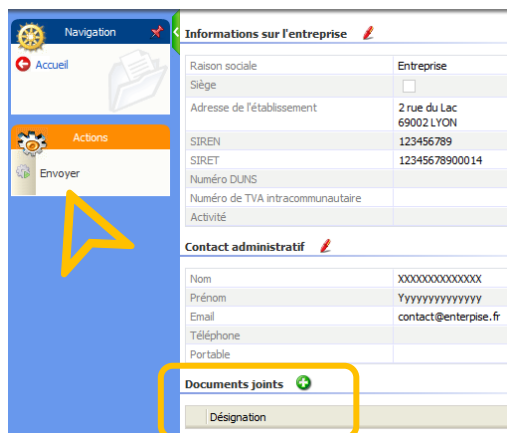 Navigation
Accueil
Actions
Envoyer
Informations sur l'entreprise
Raison sociale Entreprise
Siège
Adresse de l'établissement 2 rue du Lac
69002 LYON
SIREN 123456789
SIRET 12345678900014
Numéro DUNS
Numéro de TVA intracommunautaire
Activité
Contact administratif
Nom XXXXXXXXXXXXXX
Prénom Yyyyyyyyyyyyy
Email contact@enterpise.fr
Téléphone
Portable
Documents joints
Désignation